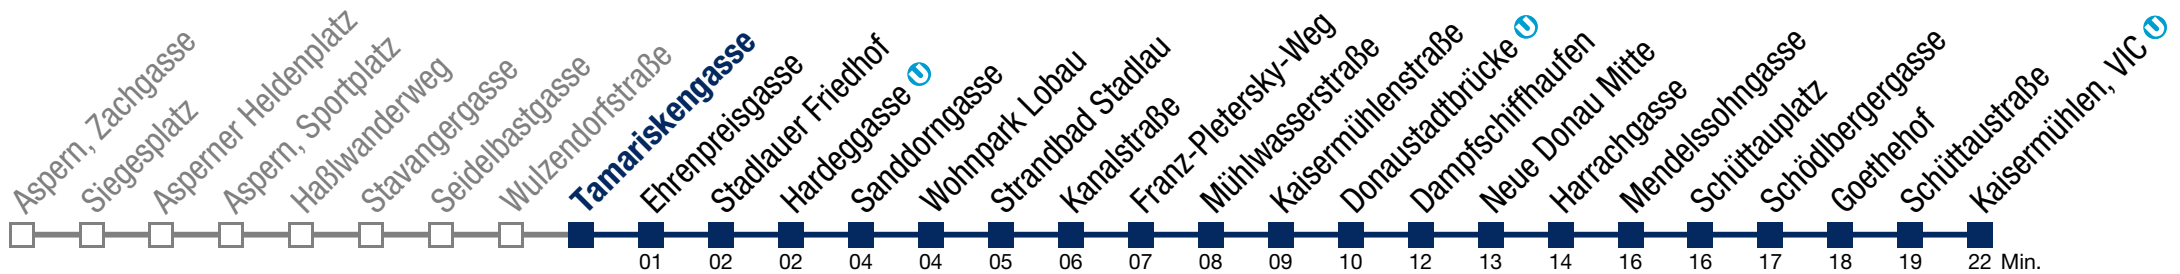 Aspern, Zachgasse
Siegesplatz
Asperner Heldenplatz
Aspern, Sportplatz
Haßlwanderweg
Stavangergasse
Seidelbastgasse
Wulzendorfstraße
Tamariskengasse
Ehrenpreisgasse
Stadlauer Friedhof
Hardeggasse U
Sanddorngasse
Wohnpark Lobau
Strandbad Stadlau
Kanalstraße
Franz-Pletersky-Weg
Mühlwasserstraße
Kaisermühlenstraße
Donaustadtbrücke U
Dampfschiffhaufen
Neue Donau Mitte
Harrachgasse
Mendelssohngasse
Schüttauplatz
Schödlbergergasse
Goethehof
Schüttaustraße
Kaisermühlen, VIC U
01 02 02 04 04 05 06 07 08 09 10 12 13 14 16 16 17 18 19 22 Min.